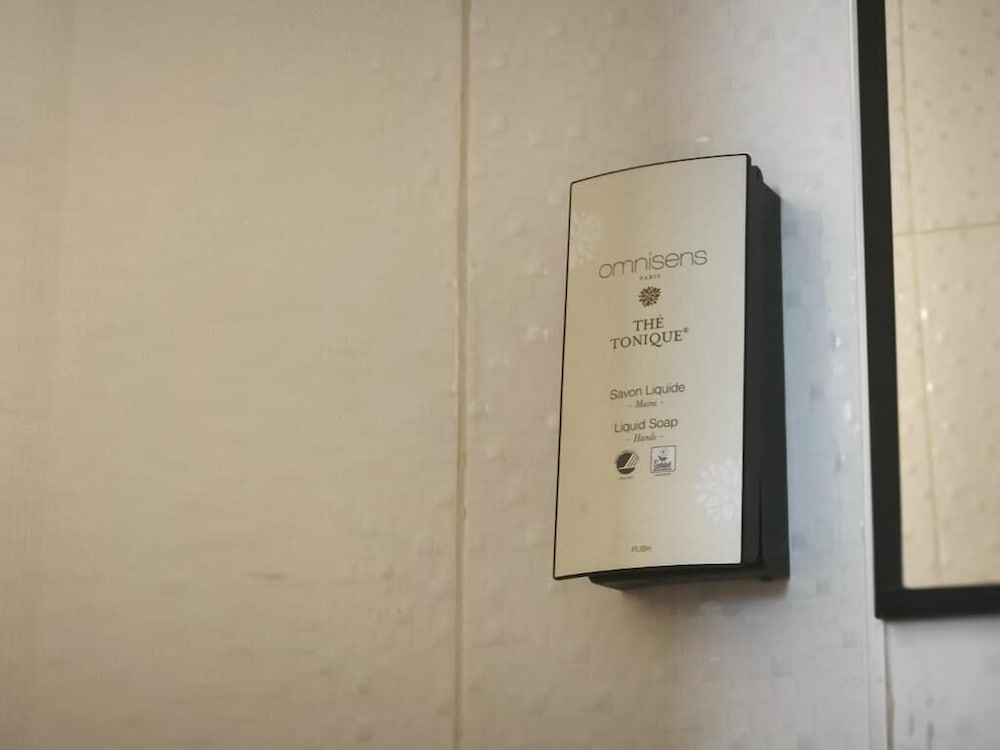 omnisens
PARIS
THÉ
TONIQUE®
Savon Liquide
- Mains -
Liquid Soap
- Hands -
PUSH